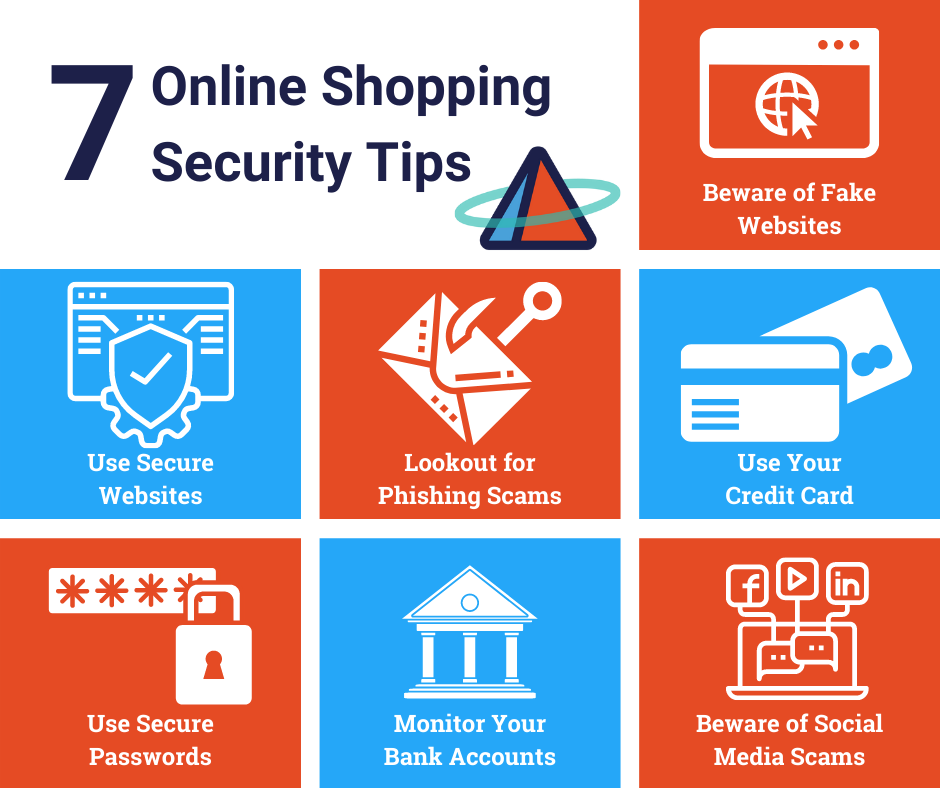 7
Online Shopping
Security Tips
Beware of Fake
Websites
Use Secure
Websites
Lookout for
Phishing Scams
Use Your
Credit Card
****
Use Secure
Passwords
Monitor Your
Bank Accounts
f
in
Beware of Social
Media Scams